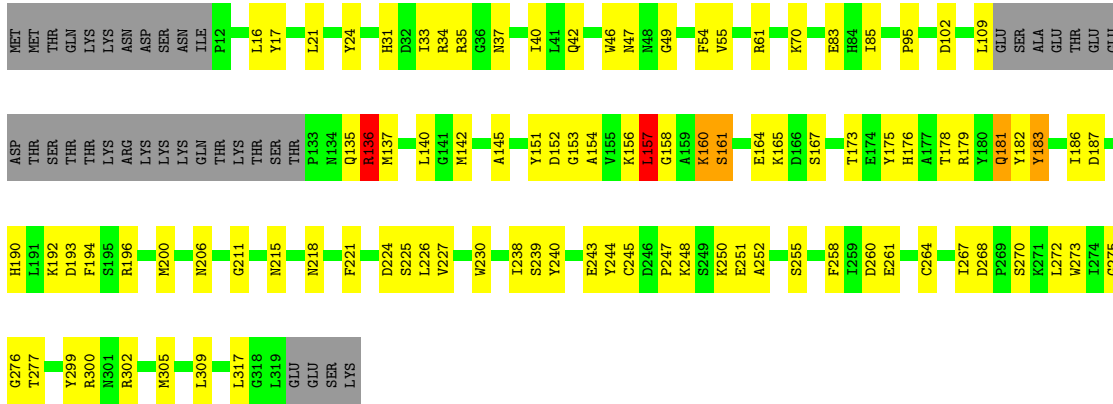 MET MET THR GLN LYS LYS ASN ASP SER ASN ILE P12 L16 Y17 L21 Y24 H31 D32 I33 R34 R35 G36 N37 I40 L41 Q42 W46 N47 N48 G49 F54 V55 R61 K70 E83 H84 I85 P95 D102 L109 GLU SER ALA GLU THR GLU GLU
ASP THR SER THR THR LYS ARG LYS LYS LYS GLN THR LYS THR SER THR P133 N134 Q135 R136 M137 L140 G141 M142 A145 Y151 D152 G153 A154 V155 K156 L157 G158 A159 K160 S161 E164 K165 D166 S167 T173 E174 Y175 H176 A177 T178 R179 Y180 Q181 Y182 Y183 I186 D187
H190 L191 K192 D193 F194 S195 R196 M200 N206 G211 N215 N218 F221 D224 S225 L226 V227 W230 I238 S239 Y240 E243 Y244 C245 D246 P247 K248 S249 K250 E251 A252 S255 F258 I259 D260 E261 C264 I267 D268 P269 S270 K271 L272 W273 I274 G275
G276 T277 Y299 R300 N301 R302 M305 L309 L317 G318 L319 GLU GLU SER LYS